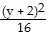 (y + 2)²
16